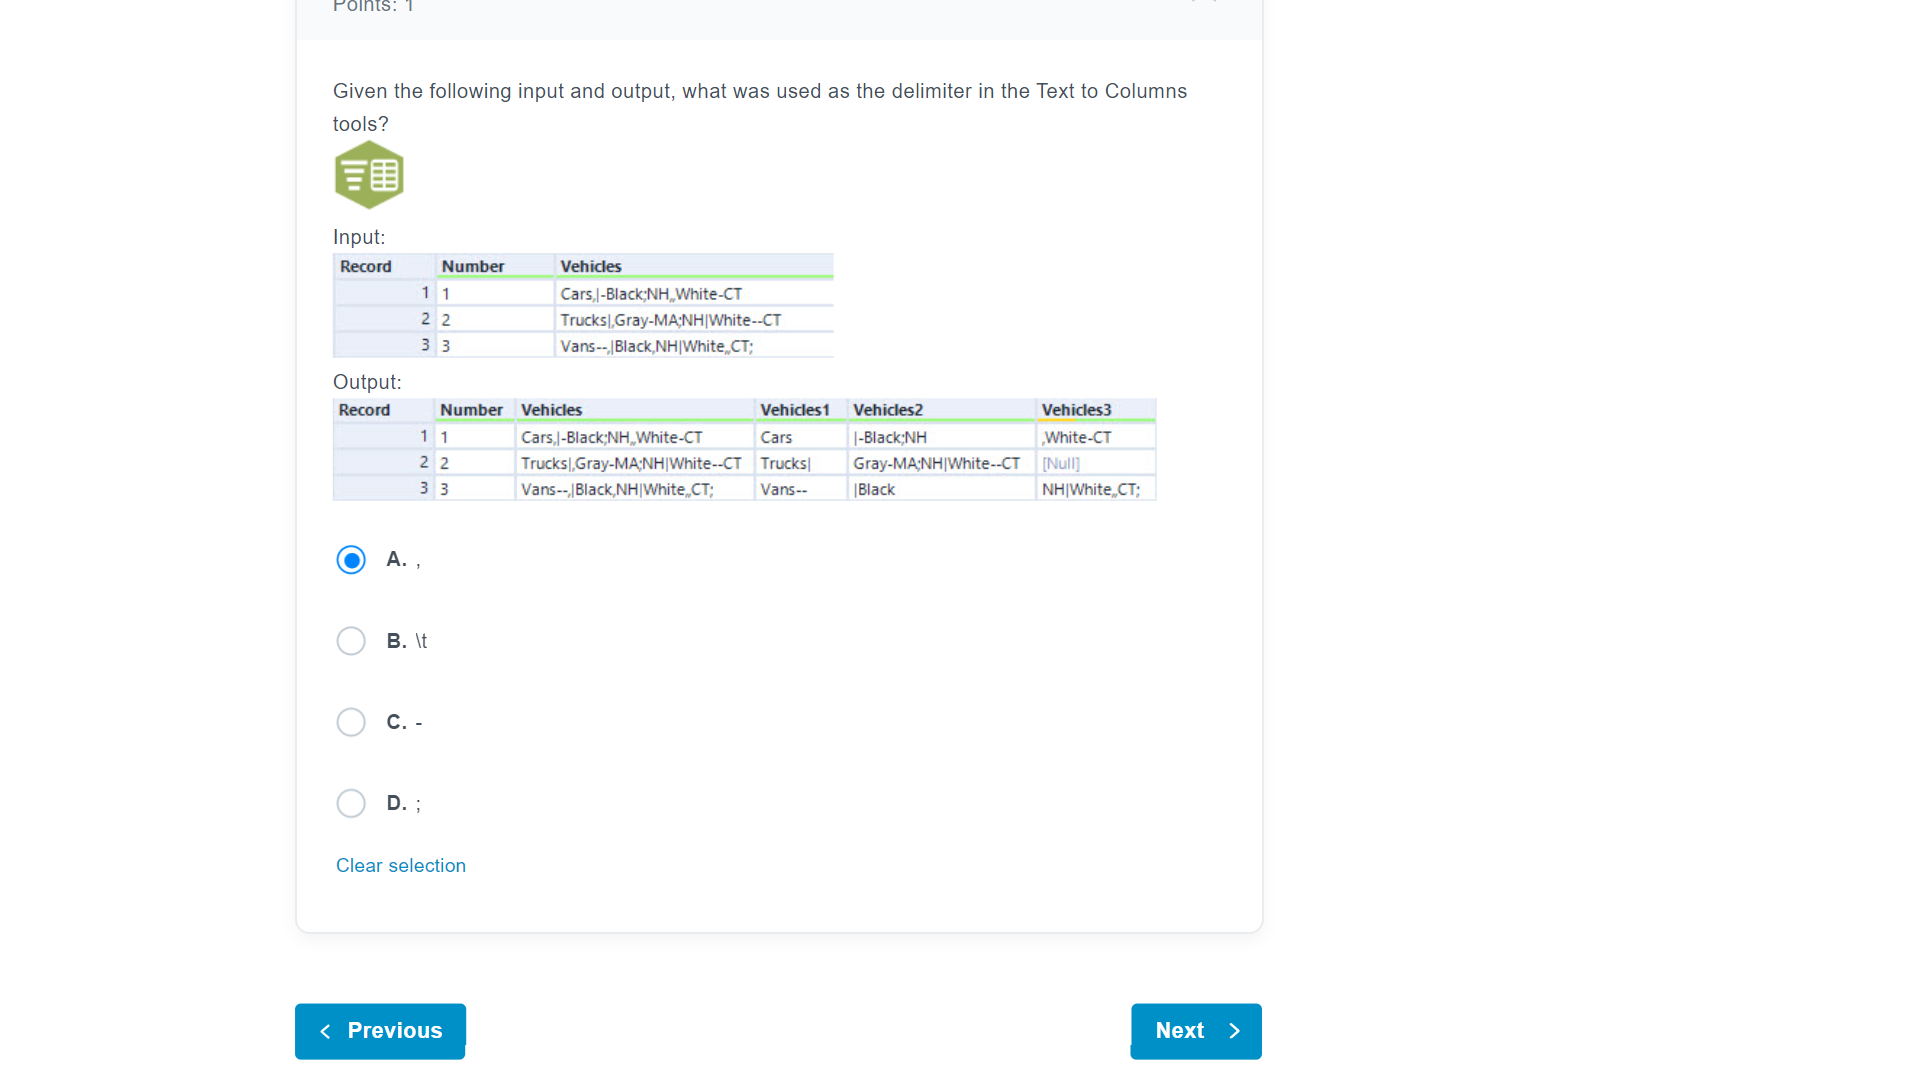 Points: 1
Given the following input and output, what was used as the delimiter in the Text to Columns
tools?
Input:
Record Number Vehicles
1 1 Cars,|-Black;NH,,White-CT
2 2 Trucks|,Gray-MA;NH|White--CT
3 3 Vans--,|Black,NH|White,,CT;
Output:
Record Number Vehicles Vehicles1 Vehicles2 Vehicles3
1 1 Cars,|-Black;NH,,White-CT Cars |-Black;NH ,White-CT
2 2 Trucks|,Gray-MA;NH|White--CT Trucks| Gray-MA;NH|White--CT [Null]
3 3 Vans--,|Black,NH|White,,CT; Vans-- |Black NH|White,,CT;
A. ,
B. \t
C. -
D. ;
Clear selection
Previous
Next